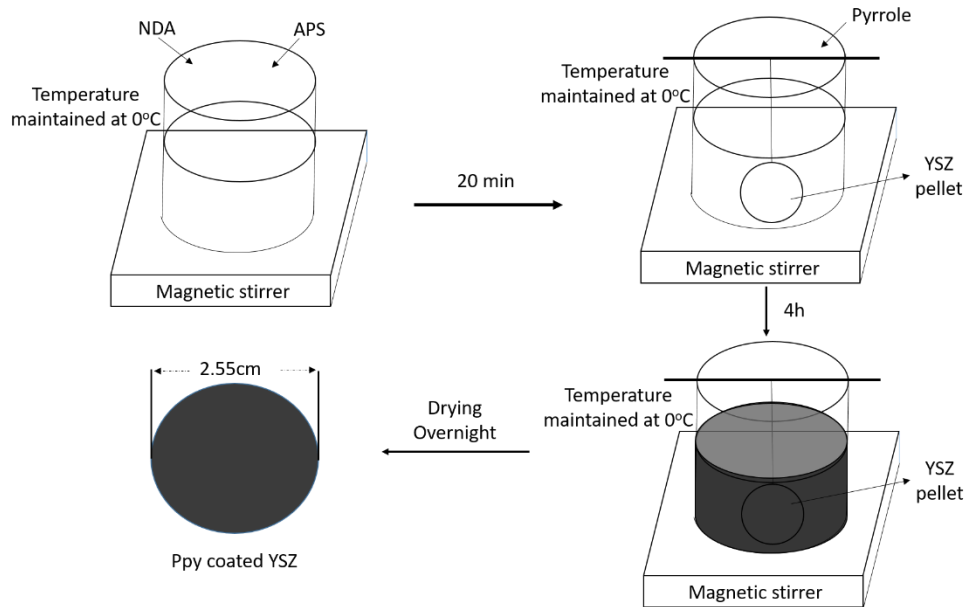 NDA
APS
Temperature
maintained at 0°C
Magnetic stirrer
20 min
Pyrrole
Temperature
maintained at 0°C
YSZ
pellet
Magnetic stirrer
4h
Temperature
maintained at 0°C
YSZ
pellet
Magnetic stirrer
Drying
Overnight
2.55cm
Ppy coated YSZ